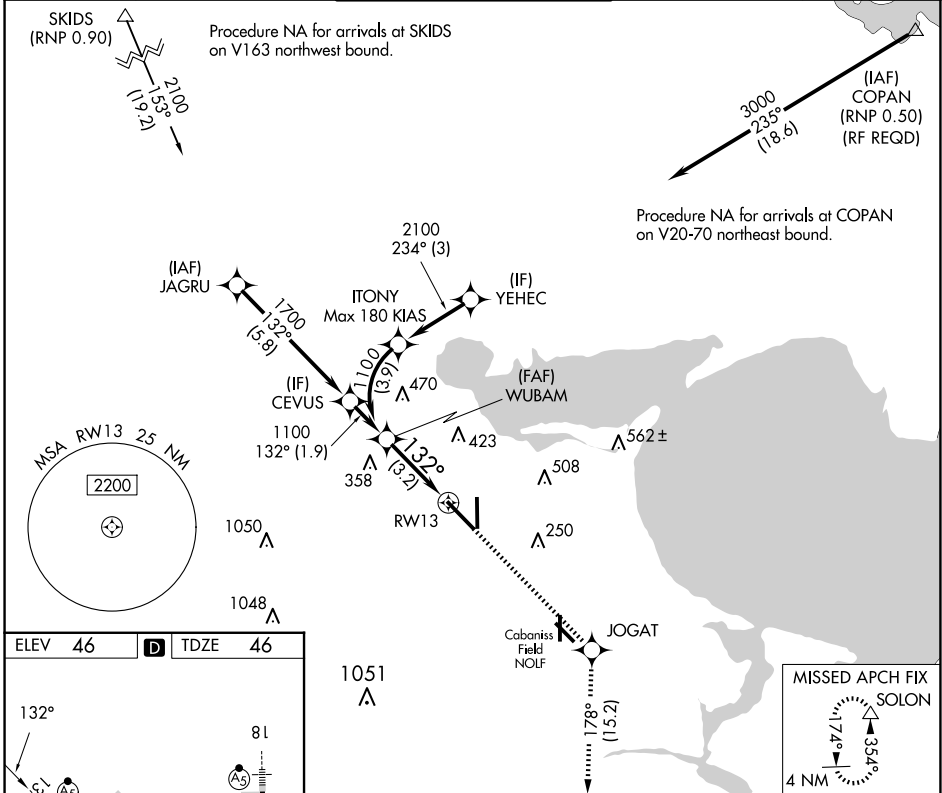 SKIDS
(RNP 0.90)
Procedure NA for arrivals at SKIDS
on V163 northwest bound.
2100
153°
(19.2)
(IAF)
COPAN
(RNP 0.50)
(RF REQD)
3000
235°
(18.6)
Procedure NA for arrivals at COPAN
on V20-70 northeast bound.
2100
234° (3)
(IAF)
JAGRU
ITONY
Max 180 KIAS
(IF)
YEHEC
1700
132°
(5.8)
1100
(3.9)
470
(IF)
CEVUS
(FAF)
WUBAM
1100
132° (1.9)
423
562 ±
358
132°
(3.2)
508
MSA RW13 25 NM
2200
RW13
1050
250
1048
Cabaniss
Field
NOLF
JOGAT
ELEV 46
D
TDZE 46
1051
178°
(15.2)
MISSED APCH FIX
SOLON
174°
354°
4 NM
132°
18
13
A5
A5